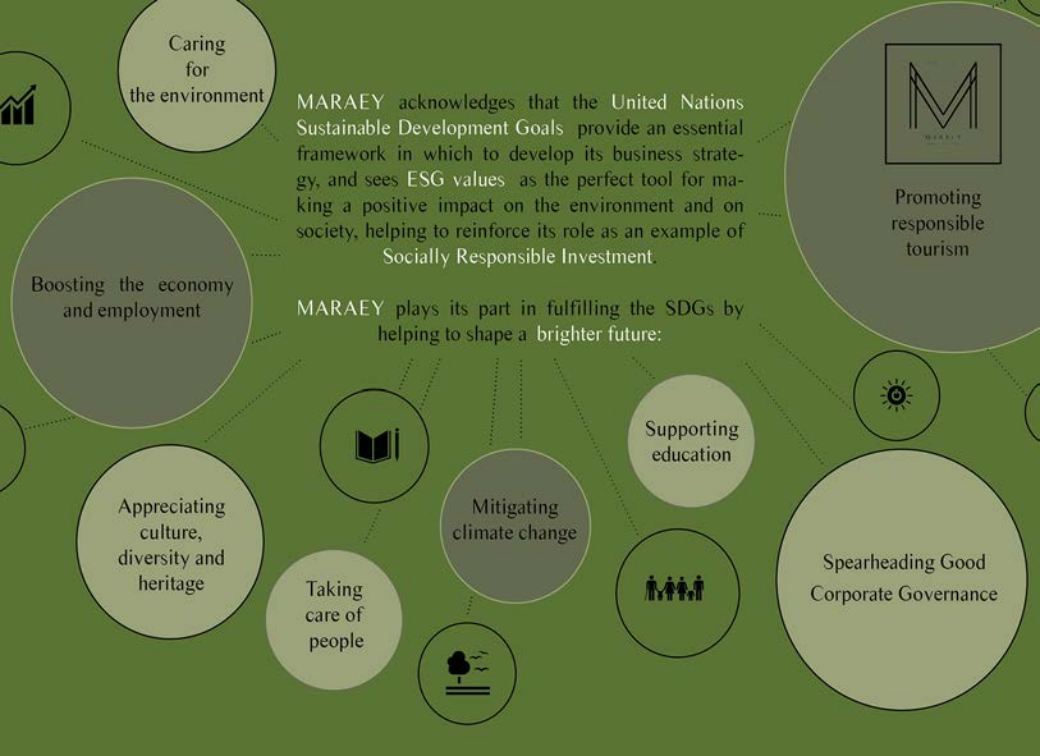 Caring
for
the environment
MARAEY acknowledges that the United Nations
Sustainable Development Goals provide an essential
framework in which to develop its business strate-
gy, and sees ESG values as the perfect tool for ma-
king a positive impact on the environment and on
society, helping to reinforce its role as an example of
Socially Responsible Investment.
MARAEY plays its part in fulfilling the SDGs by
helping to shape a brighter future:
MARAEY
Promoting
responsible
tourism
Boosting the economy
and employment
Supporting
education
Appreciating
culture,
diversity and
heritage
Mitigating
climate change
Taking
care of
people
Spearheading Good
Corporate Governance